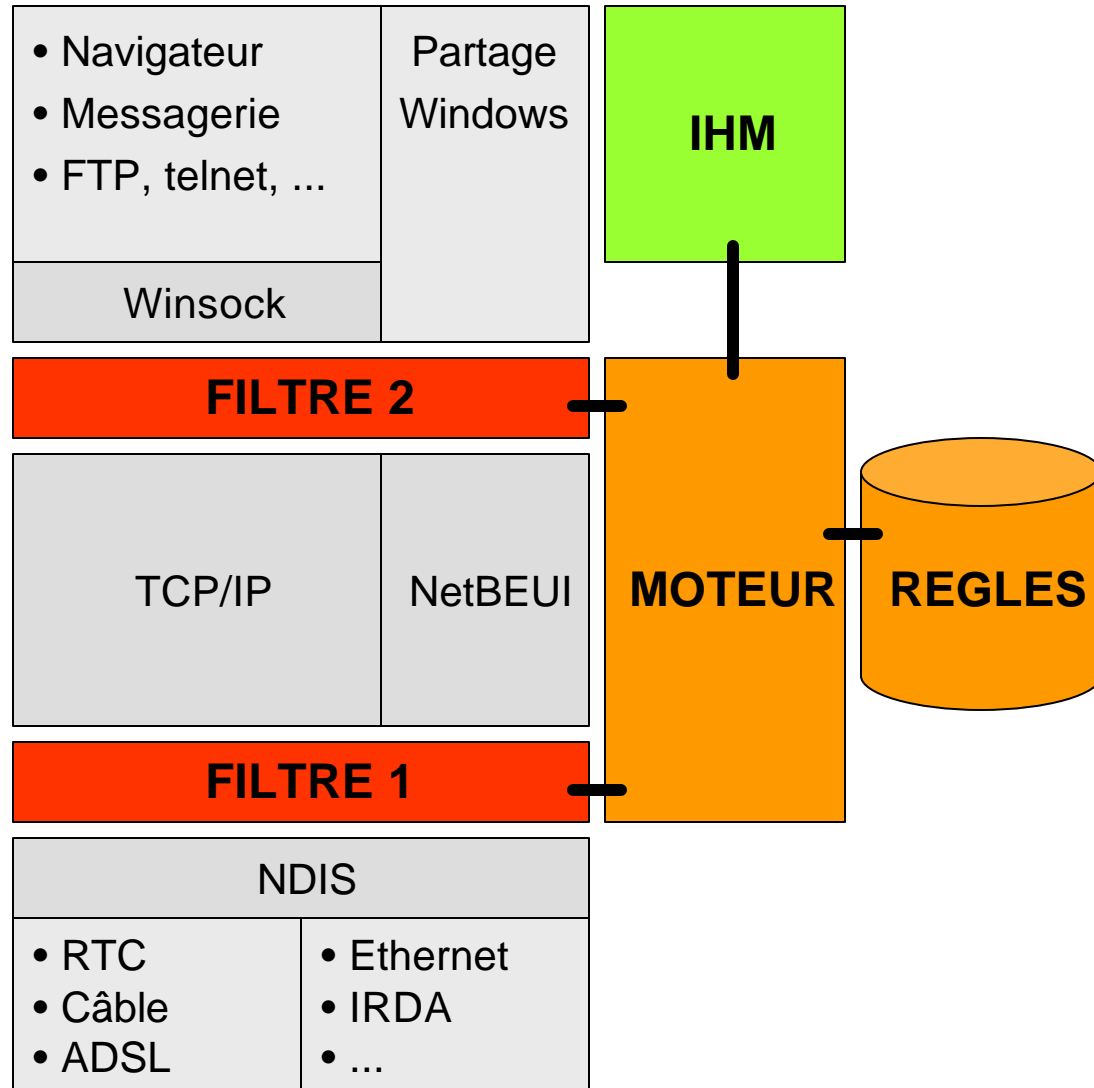 • Navigateur
• Messagerie
• FTP, telnet, ...
Partage
Windows
IHM
Winsock
FILTRE 2
TCP/IP
NetBEUI
MOTEUR
REGLES
FILTRE 1
NDIS
• RTC
• Câble
• ADSL
• Ethernet
• IRDA
• ...